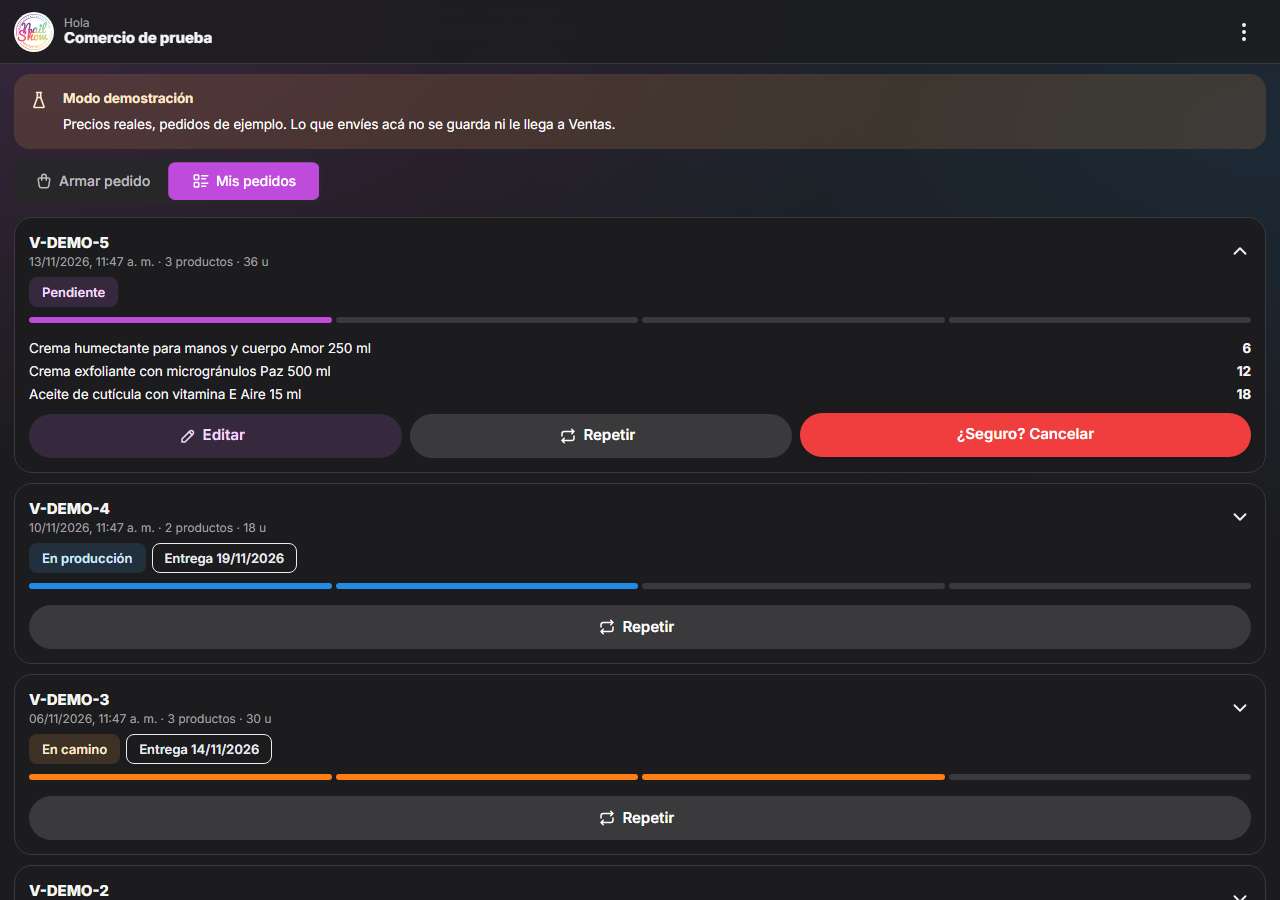 Nail Show
Hola
Comercio de prueba
Modo demostración
Precios reales, pedidos de ejemplo. Lo que envíes acá no se guarda ni le llega a Ventas.
Armar pedido
Mis pedidos
V-DEMO-5
13/11/2026, 11:47 a. m. · 3 productos · 36 u
Pendiente
Crema humectante para manos y cuerpo Amor 250 ml 6
Crema exfoliante con microgránulos Paz 500 ml 12
Aceite de cutícula con vitamina E Aire 15 ml 18
Editar
Repetir
¿Seguro? Cancelar
V-DEMO-4
10/11/2026, 11:47 a. m. · 2 productos · 18 u
En producción
Entrega 19/11/2026
Repetir
V-DEMO-3
06/11/2026, 11:47 a. m. · 3 productos · 30 u
En camino
Entrega 14/11/2026
Repetir
V-DEMO-2